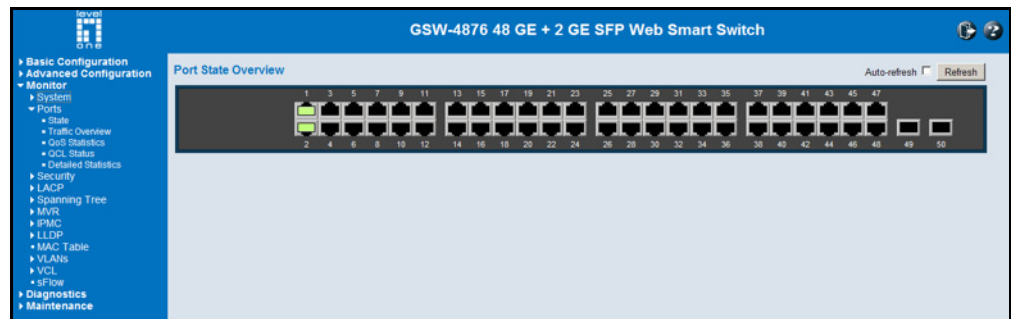 level
one
GSW-4876 48 GE + 2 GE SFP Web Smart Switch
Basic Configuration
Advanced Configuration
Monitor
System
Ports
State
Traffic Overview
QoS Statistics
QCL Status
Detailed Statistics
Security
LACP
Spanning Tree
MVR
IPMC
LLDP
MAC Table
VLANs
VCL
sFlow
Diagnostics
Maintenance
Port State Overview
Auto-refresh
Refresh
1 3 5 7 9 11 13 15 17 19 21 23 25 27 29 31 33 35 37 39 41 43 45 47
2 4 6 8 10 12 14 16 18 20 22 24 26 28 30 32 34 36 38 40 42 44 46 48 49 50